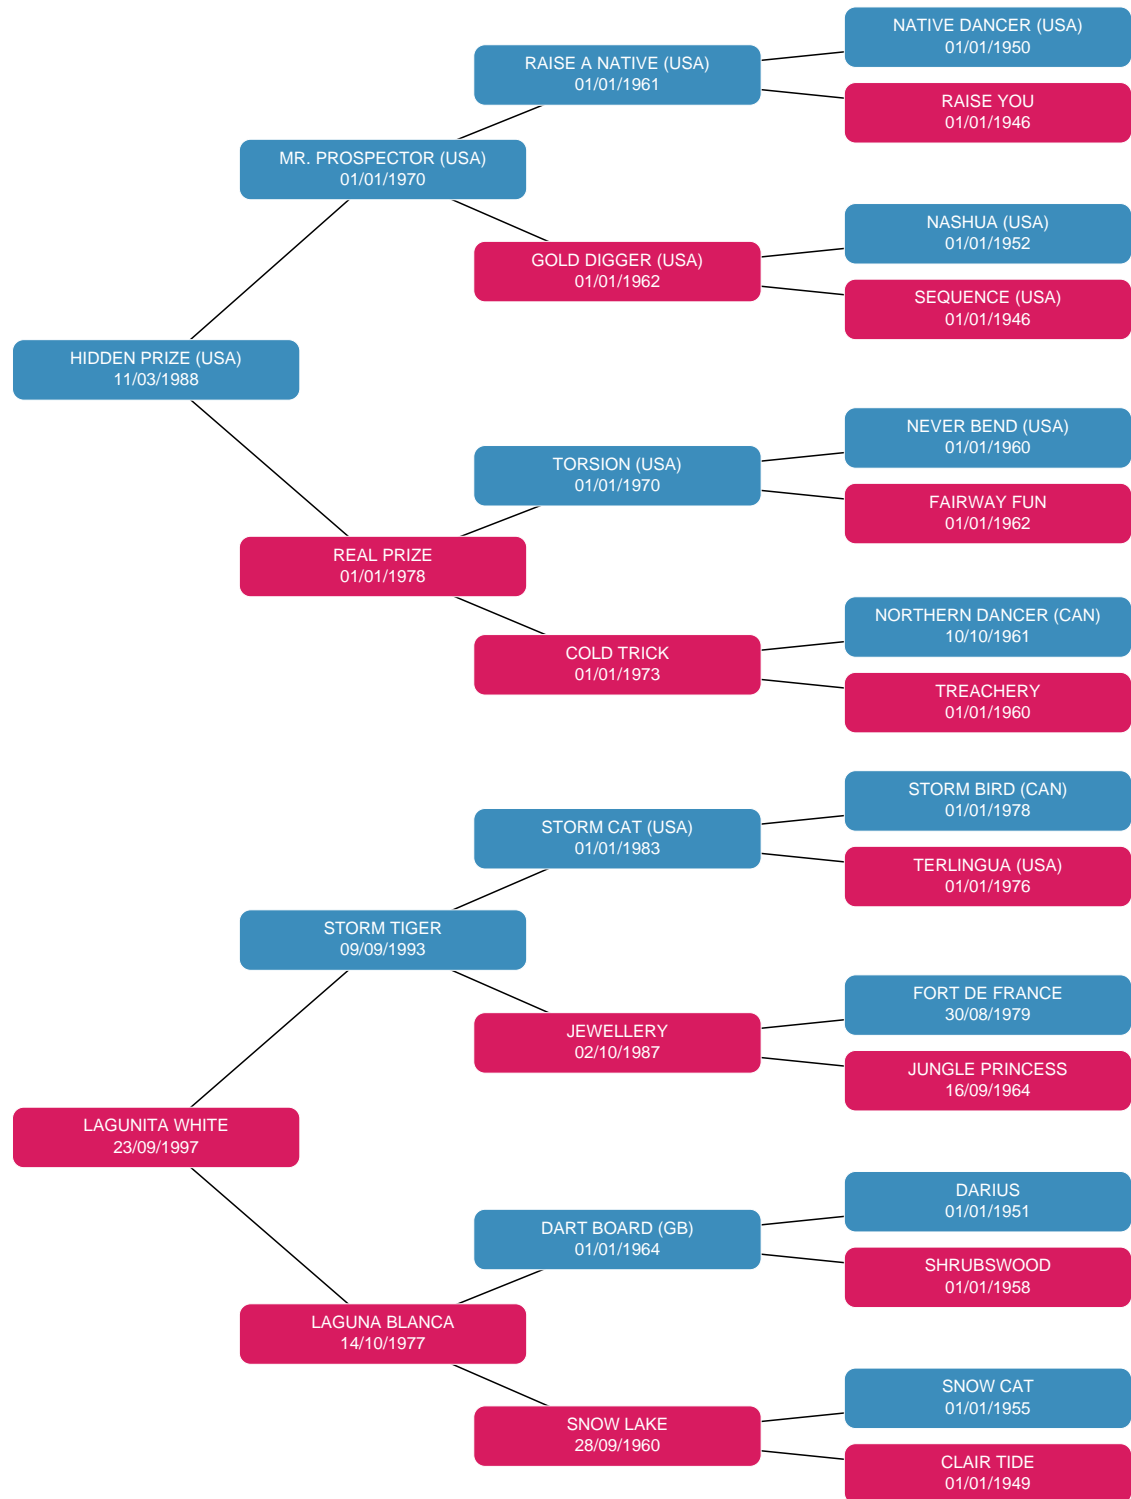 NATIVE DANCER (USA)
01/01/1950
RAISE A NATIVE (USA)
01/01/1961
RAISE YOU
01/01/1946
MR. PROSPECTOR (USA)
01/01/1970
NASHUA (USA)
01/01/1952
GOLD DIGGER (USA)
01/01/1962
SEQUENCE (USA)
01/01/1946
HIDDEN PRIZE (USA)
11/03/1988
NEVER BEND (USA)
01/01/1960
TORSION (USA)
01/01/1970
FAIRWAY FUN
01/01/1962
REAL PRIZE
01/01/1978
NORTHERN DANCER (CAN)
10/10/1961
COLD TRICK
01/01/1973
TREACHERY
01/01/1960
STORM BIRD (CAN)
01/01/1978
STORM CAT (USA)
01/01/1983
TERLINGUA (USA)
01/01/1976
STORM TIGER
09/09/1993
FORT DE FRANCE
30/08/1979
JEWELLERY
02/10/1987
JUNGLE PRINCESS
16/09/1964
LAGUNITA WHITE
23/09/1997
DARIUS
01/01/1951
DART BOARD (GB)
01/01/1964
SHRUBSWOOD
01/01/1958
LAGUNA BLANCA
14/10/1977
SNOW CAT
01/01/1955
SNOW LAKE
28/09/1960
CLAIR TIDE
01/01/1949